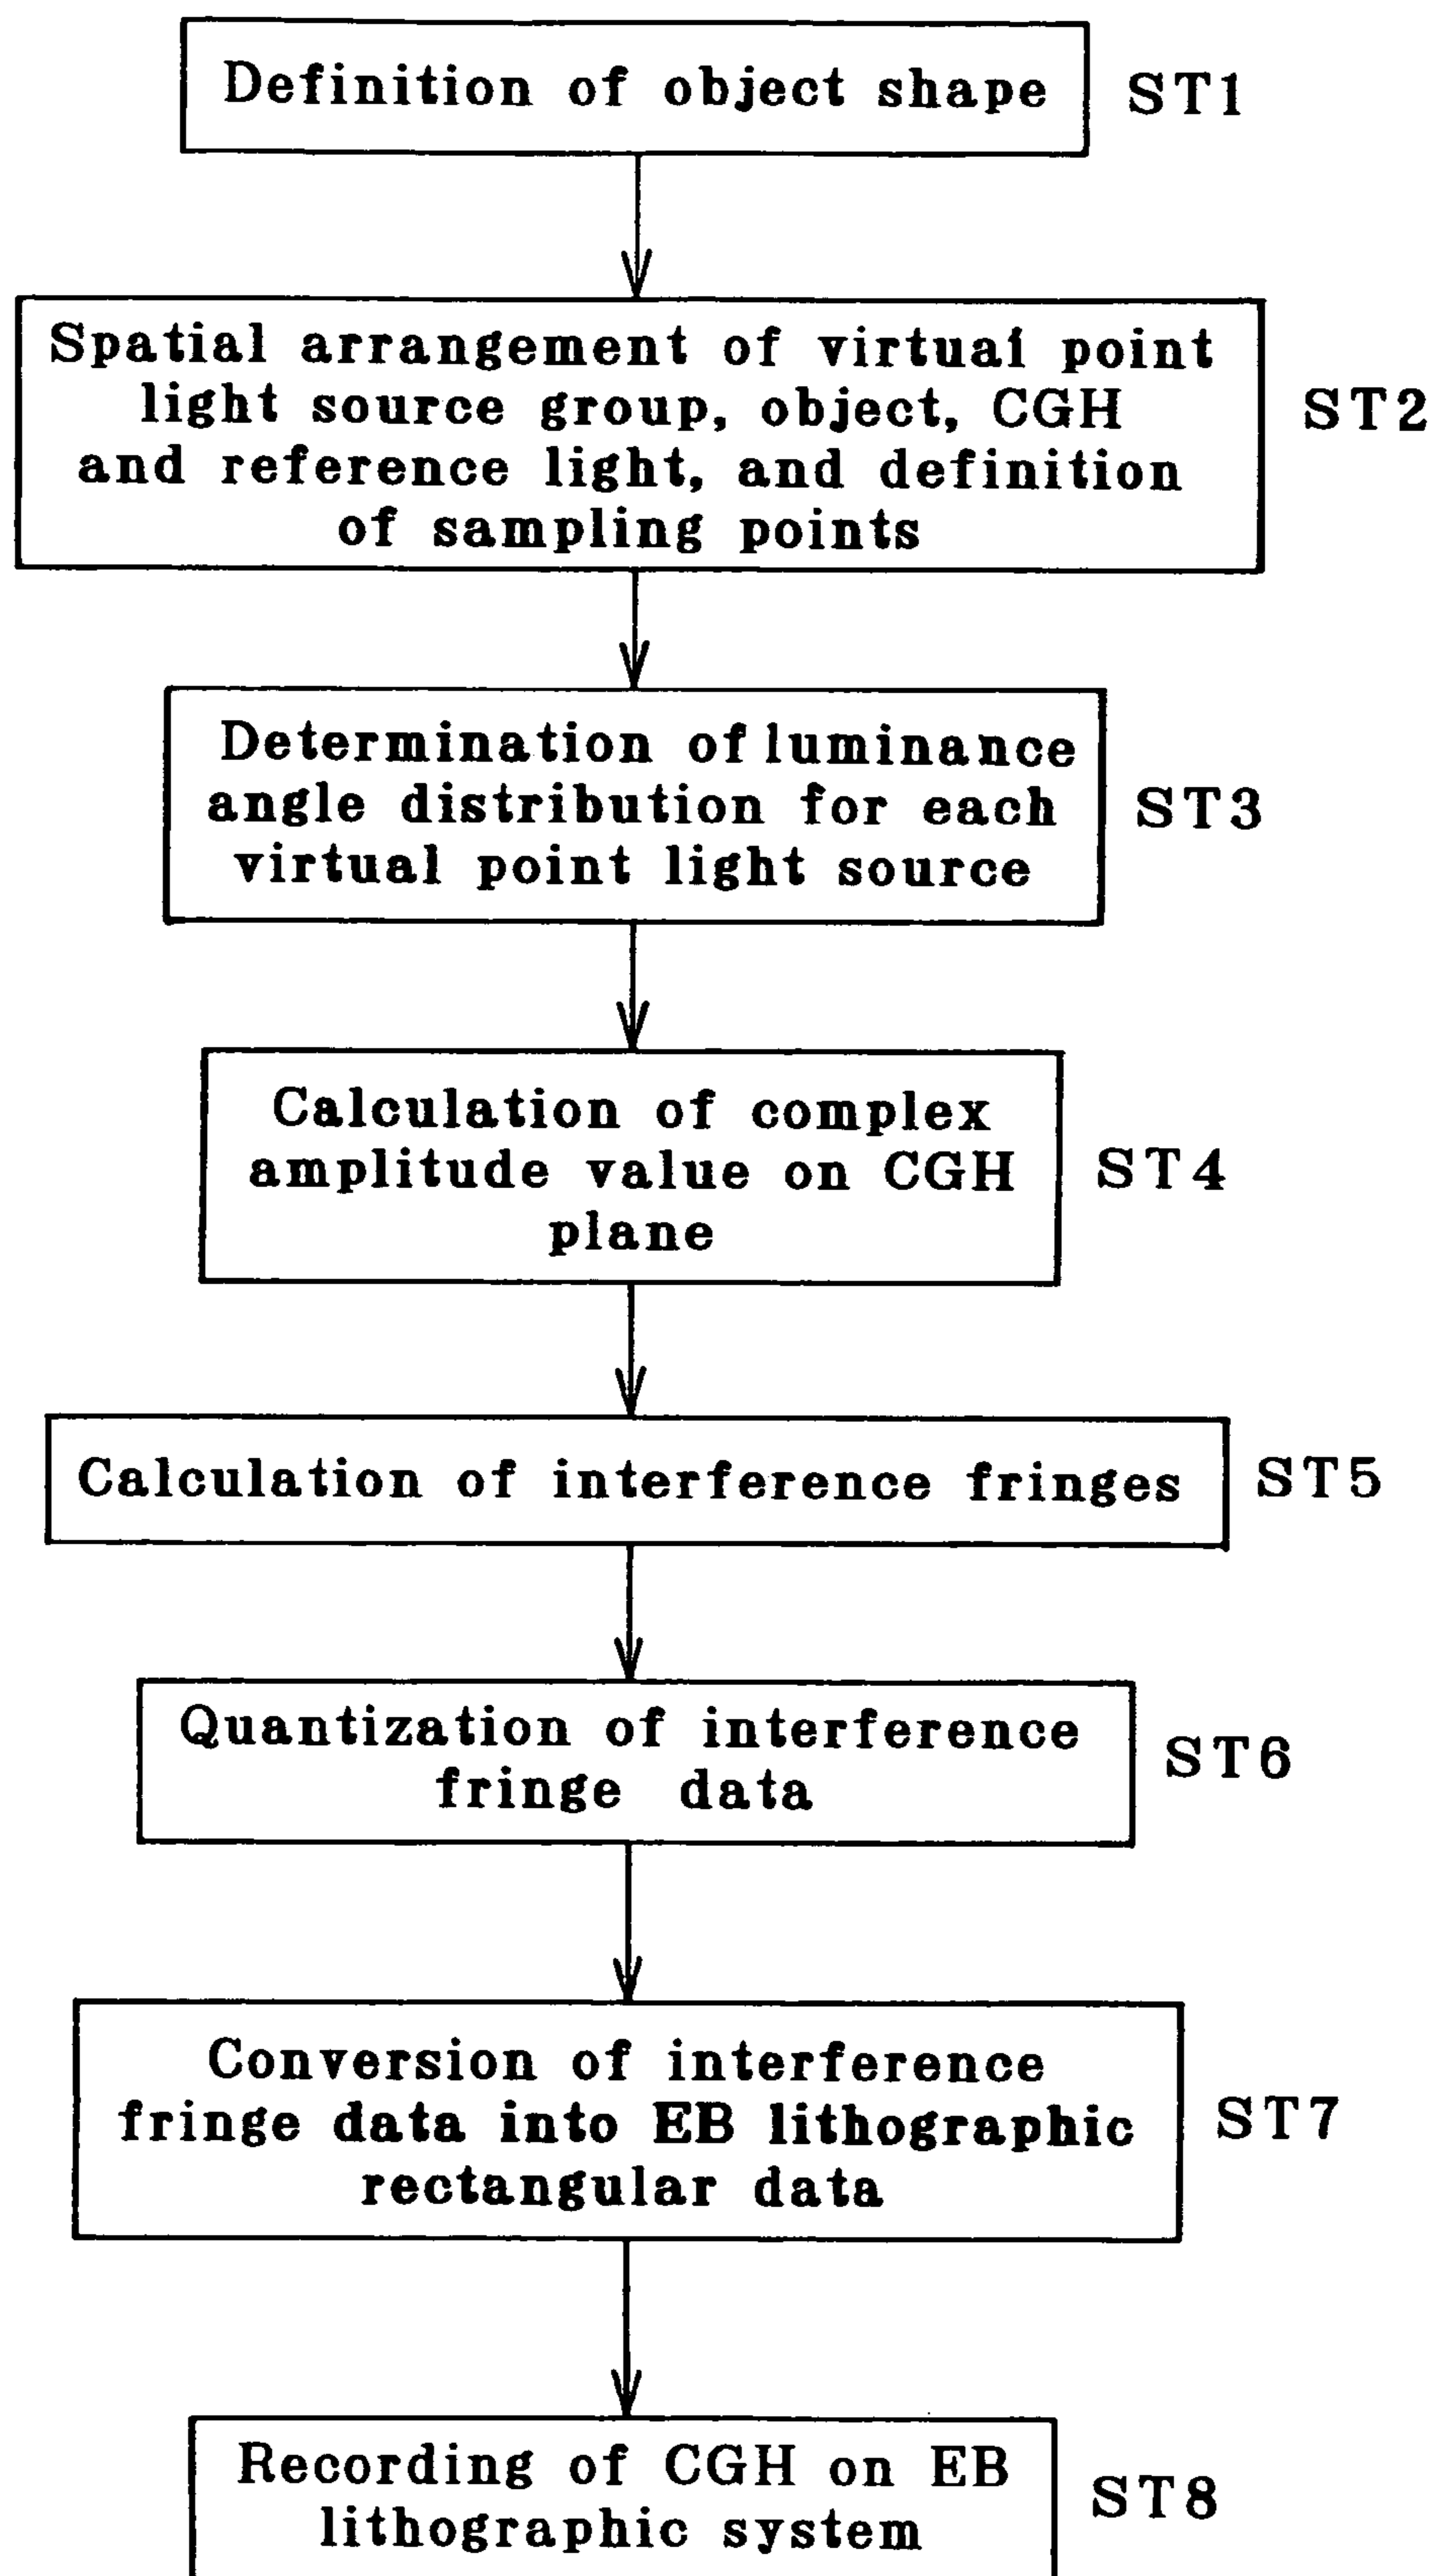 Definition of object shape ST1
Spatial arrangement of virtual point
light source group, object, CGH
and reference light, and definition
of sampling points
ST2
Determination of luminance
angle distribution for each
virtual point light source
ST3
Calculation of complex
amplitude value on CGH
plane
ST4
Calculation of interference fringes ST5
Quantization of interference
fringe data
ST6
Conversion of interference
fringe data into EB lithographic
rectangular data
ST7
Recording of CGH on EB
lithographic system
ST8